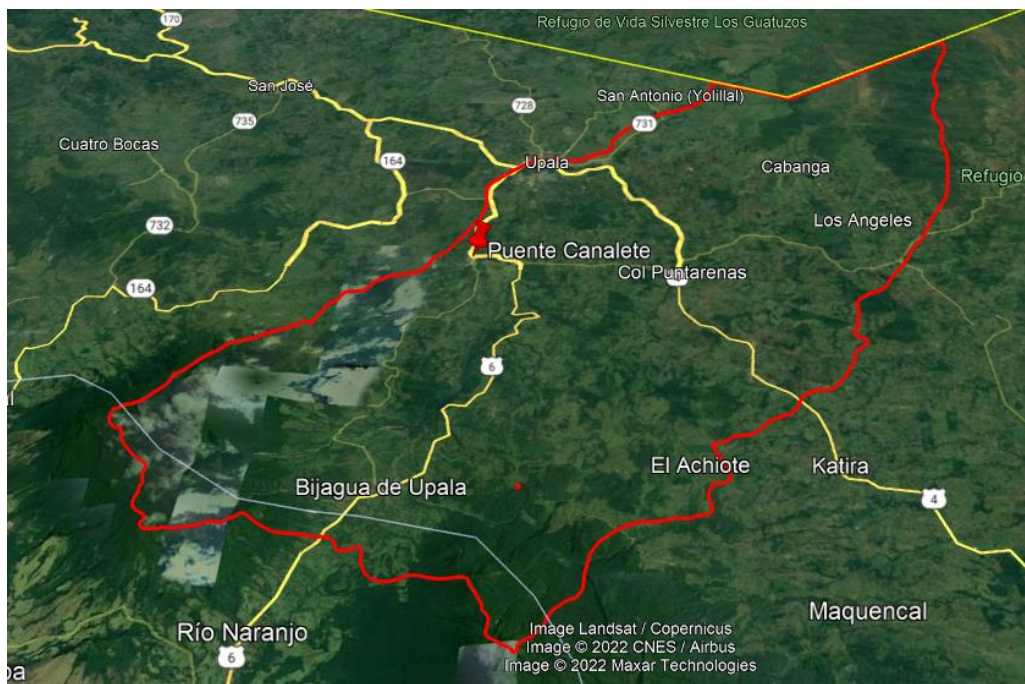 170
Refugio de Vida Silvestre Los Guatuzos
San José
728
San Antonio (Yolillal)
735
731
Cuatro Bocas
164
Upala
Cabanga
Refugio
732
Los Angeles
Puente Canalete
Col Puntarenas
164
6
El Achiote
Katira
Bijagua de Upala
4
Maquencal
Río Naranjo
6
Image Landsat / Copernicus
Image © 2022 CNES / Airbus
Image © 2022 Maxar Technologies